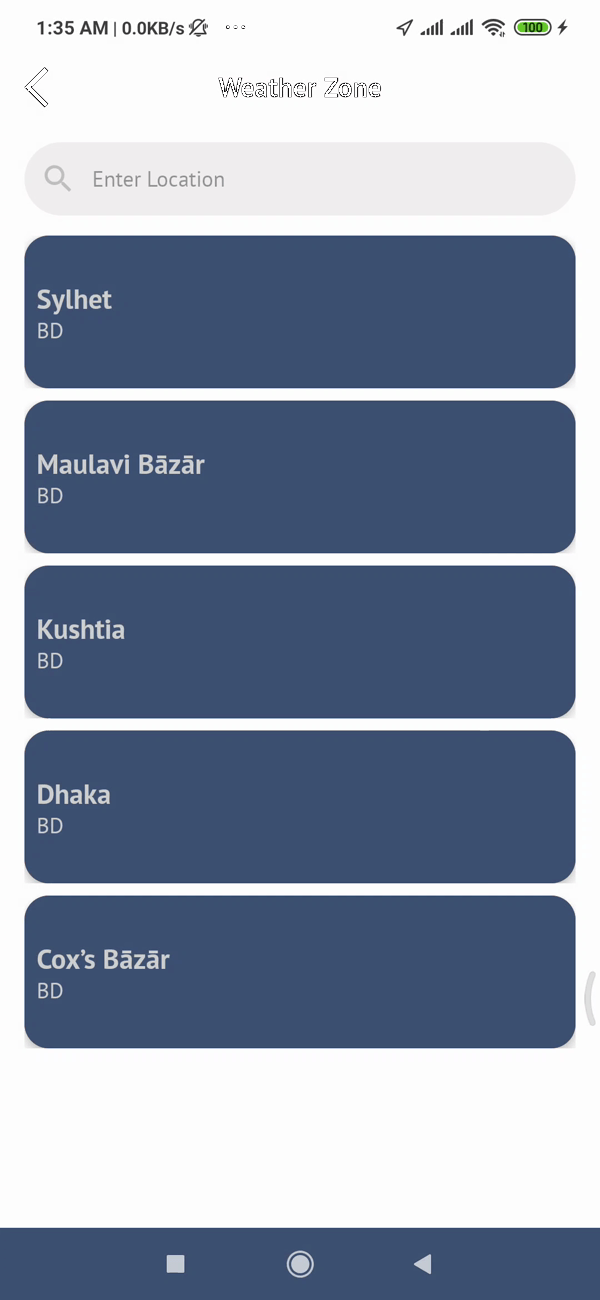 1:35 AM | 0.0KB/s ... 100
Weather Zone
Enter Location
Sylhet
BD
Maulavi Bāzār
BD
Kushtia
BD
Dhaka
BD
Cox’s Bāzār
BD